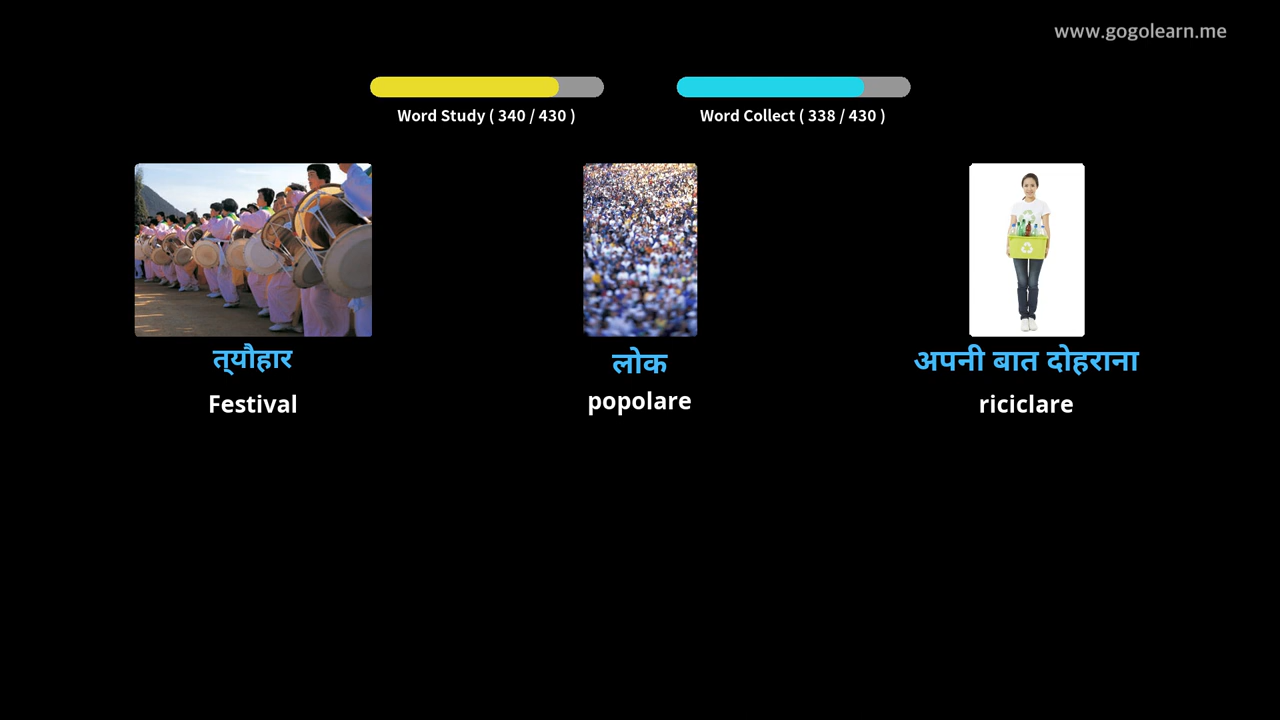 www.gogolearn.me
Word Study ( 340 / 430 )
Word Collect ( 338 / 430 )
त्यौहार
Festival
लोक
popolare
अपनी बात दोहराना
riciclare